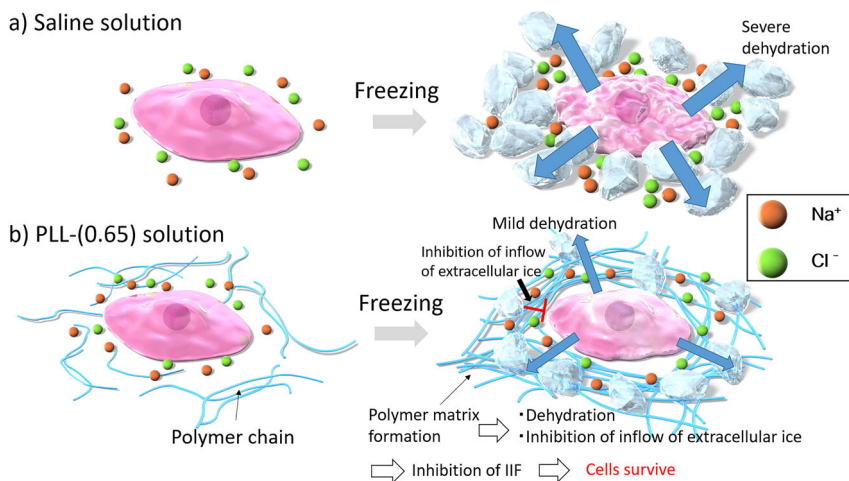 a) Saline solution
Freezing
Severe
dehydration
Na⁺
Cl⁻
b) PLL-(0.65) solution
Mild dehydration
Inhibition of inflow
of extracellular ice
Freezing
Polymer chain
Polymer matrix
formation
・Dehydration
・Inhibition of inflow of extracellular ice
Inhibition of IIF
Cells survive